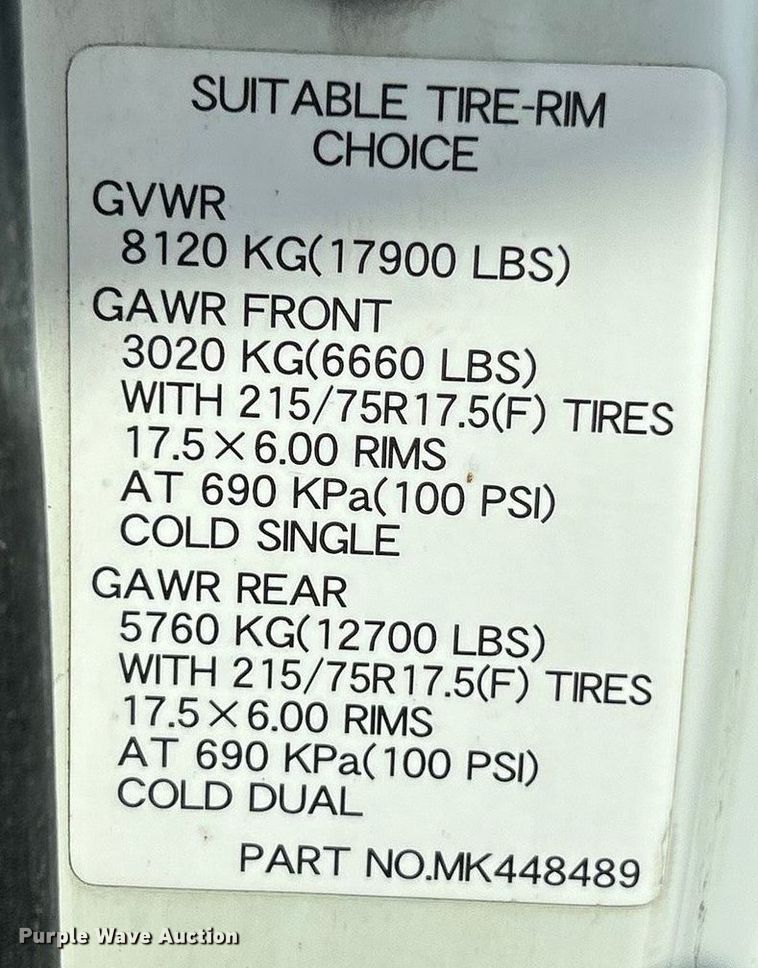 SUITABLE TIRE-RIM
CHOICE
GVWR
8120 KG(17900 LBS)
GAWR FRONT
3020 KG(6660 LBS)
WITH 215/75R17.5(F) TIRES
17.5×6.00 RIMS
AT 690 KPa(100 PSI)
COLD SINGLE
GAWR REAR
5760 KG(12700 LBS)
WITH 215/75R17.5(F) TIRES
17.5×6.00 RIMS
AT 690 KPa(100 PSI)
COLD DUAL
PART NO.MK448489
Purple Wave Auction